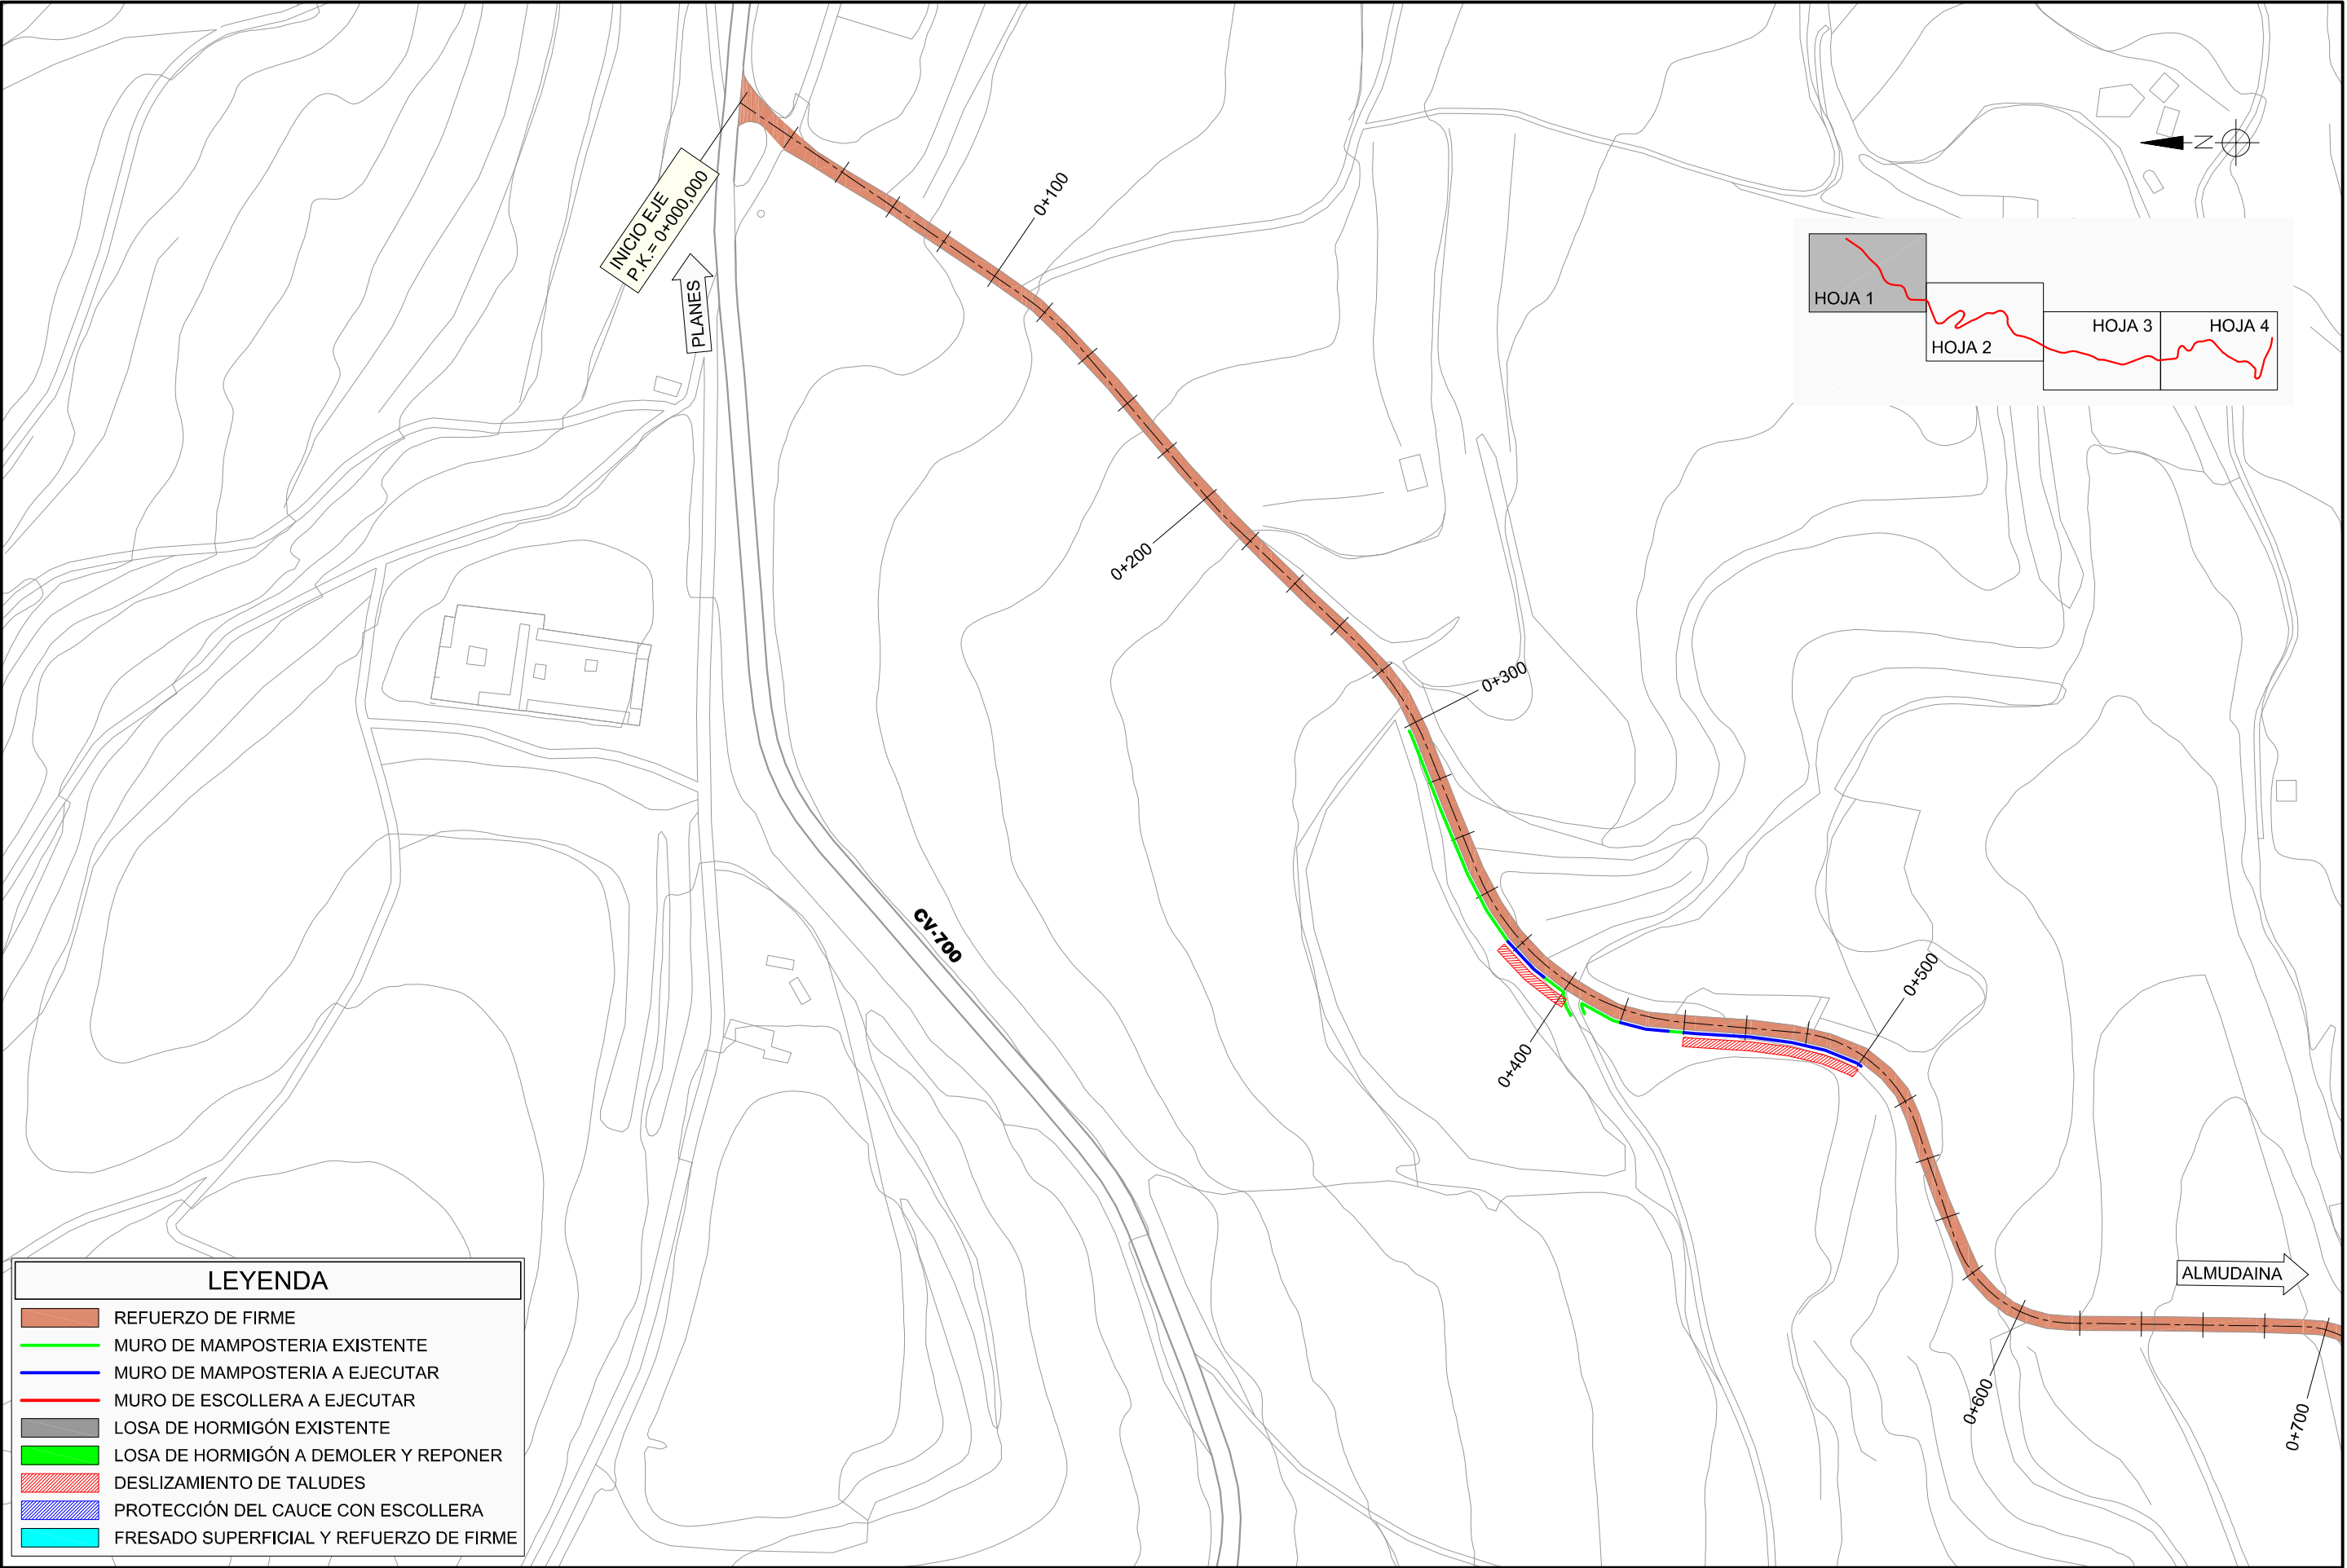 INICIO EJE
P.K.= 0+000,000
PLANES
0+100
N
HOJA 1
HOJA 2
HOJA 3
HOJA 4
0+200
0+300
CV-700
0+400
0+500
ALMUDAINA
0+600
0+700
LEYENDA
REFUERZO DE FIRME
MURO DE MAMPOSTERIA EXISTENTE
MURO DE MAMPOSTERIA A EJECUTAR
MURO DE ESCOLLERA A EJECUTAR
LOSA DE HORMIGÓN EXISTENTE
LOSA DE HORMIGÓN A DEMOLER Y REPONER
DESLIZAMIENTO DE TALUDES
PROTECCIÓN DEL CAUCE CON ESCOLLERA
FRESADO SUPERFICIAL Y REFUERZO DE FIRME